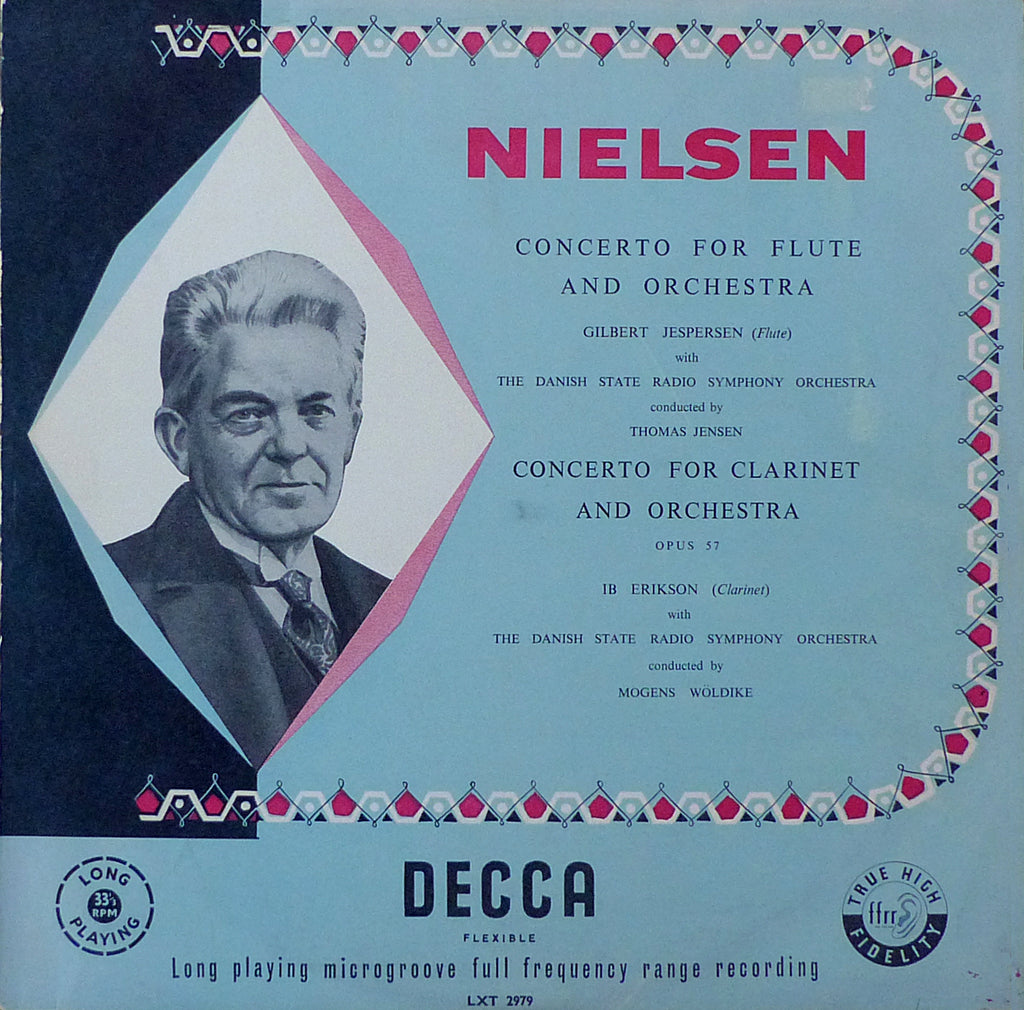 NIELSEN
CONCERTO FOR FLUTE
AND ORCHESTRA
GILBERT JESPERSEN (Flute)
with
THE DANISH STATE RADIO SYMPHONY ORCHESTRA
conducted by
THOMAS JENSEN
CONCERTO FOR CLARINET
AND ORCHESTRA
OPUS 57
IB ERIKSON (Clarinet)
with
THE DANISH STATE RADIO SYMPHONY ORCHESTRA
conducted by
MOGENS WÖLDIKE
LONG
33⅓
RPM
PLAYING
DECCA
FLEXIBLE
TRUE HIGH
ffrr
FIDELITY
Long playing microgroove full frequency range recording
LXT 2979